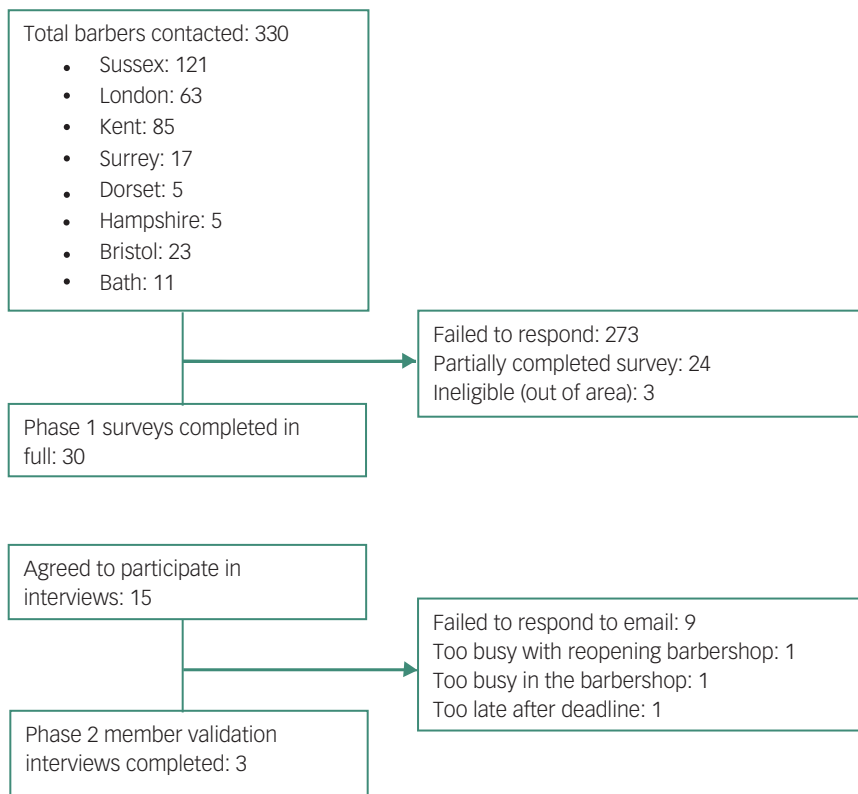 Total barbers contacted: 330
• Sussex: 121
• London: 63
• Kent: 85
• Surrey: 17
• Dorset: 5
• Hampshire: 5
• Bristol: 23
• Bath: 11
Failed to respond: 273
Partially completed survey: 24
Ineligible (out of area): 3
Phase 1 surveys completed in
full: 30
Agreed to participate in
interviews: 15
Failed to respond to email: 9
Too busy with reopening barbershop: 1
Too busy in the barbershop: 1
Too late after deadline: 1
Phase 2 member validation
interviews completed: 3